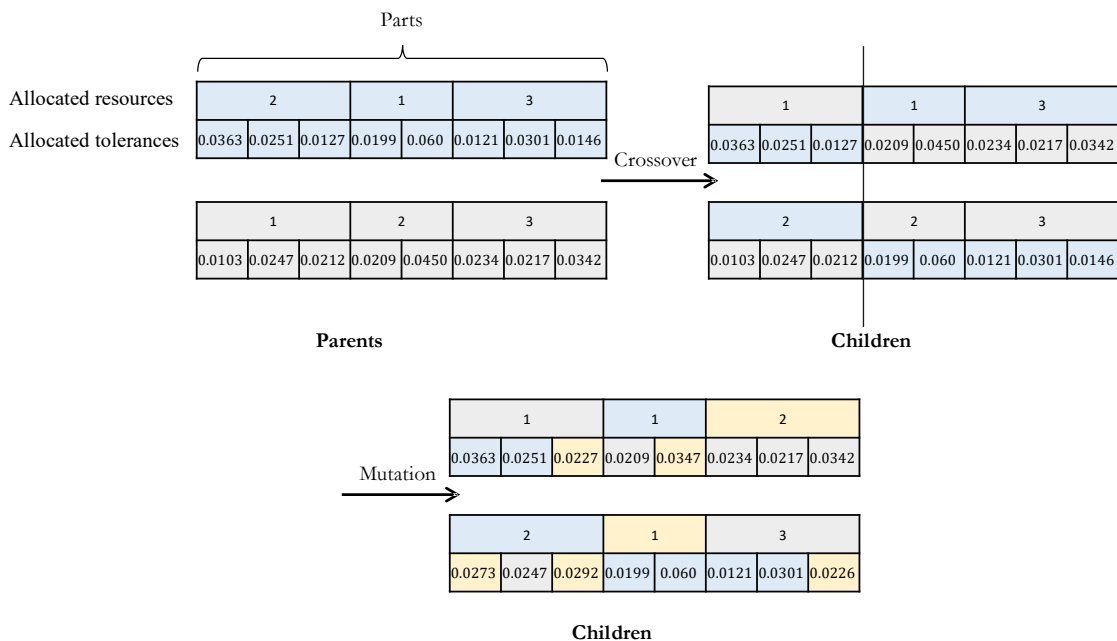 Parts
Allocated resources
2 1 3
Allocated tolerances
0.0363 0.0251 0.0127 0.0199 0.060 0.0121 0.0301 0.0146
1 2 3
0.0103 0.0247 0.0212 0.0209 0.0450 0.0234 0.0217 0.0342
Parents
Crossover
1 1 3
0.0363 0.0251 0.0127 0.0209 0.0450 0.0234 0.0217 0.0342
2 2 3
0.0103 0.0247 0.0212 0.0199 0.060 0.0121 0.0301 0.0146
Children
Mutation
1 1 2
0.0363 0.0251 0.0227 0.0209 0.0347 0.0234 0.0217 0.0342
2 1 3
0.0273 0.0247 0.0292 0.0199 0.060 0.0121 0.0301 0.0226
Children